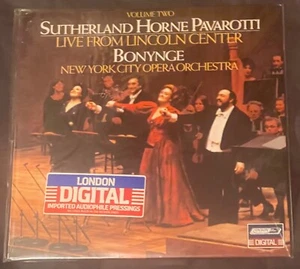 VOLUME TWO
SUTHERLAND HORNE PAVAROTTI
LIVE FROM LINCOLN CENTER
BONYNGE
NEW YORK CITY OPERA ORCHESTRA
LONDON
DIGITAL
IMPORTED AUDIOPHILE PRESSINGS
LONDON
DIGITAL